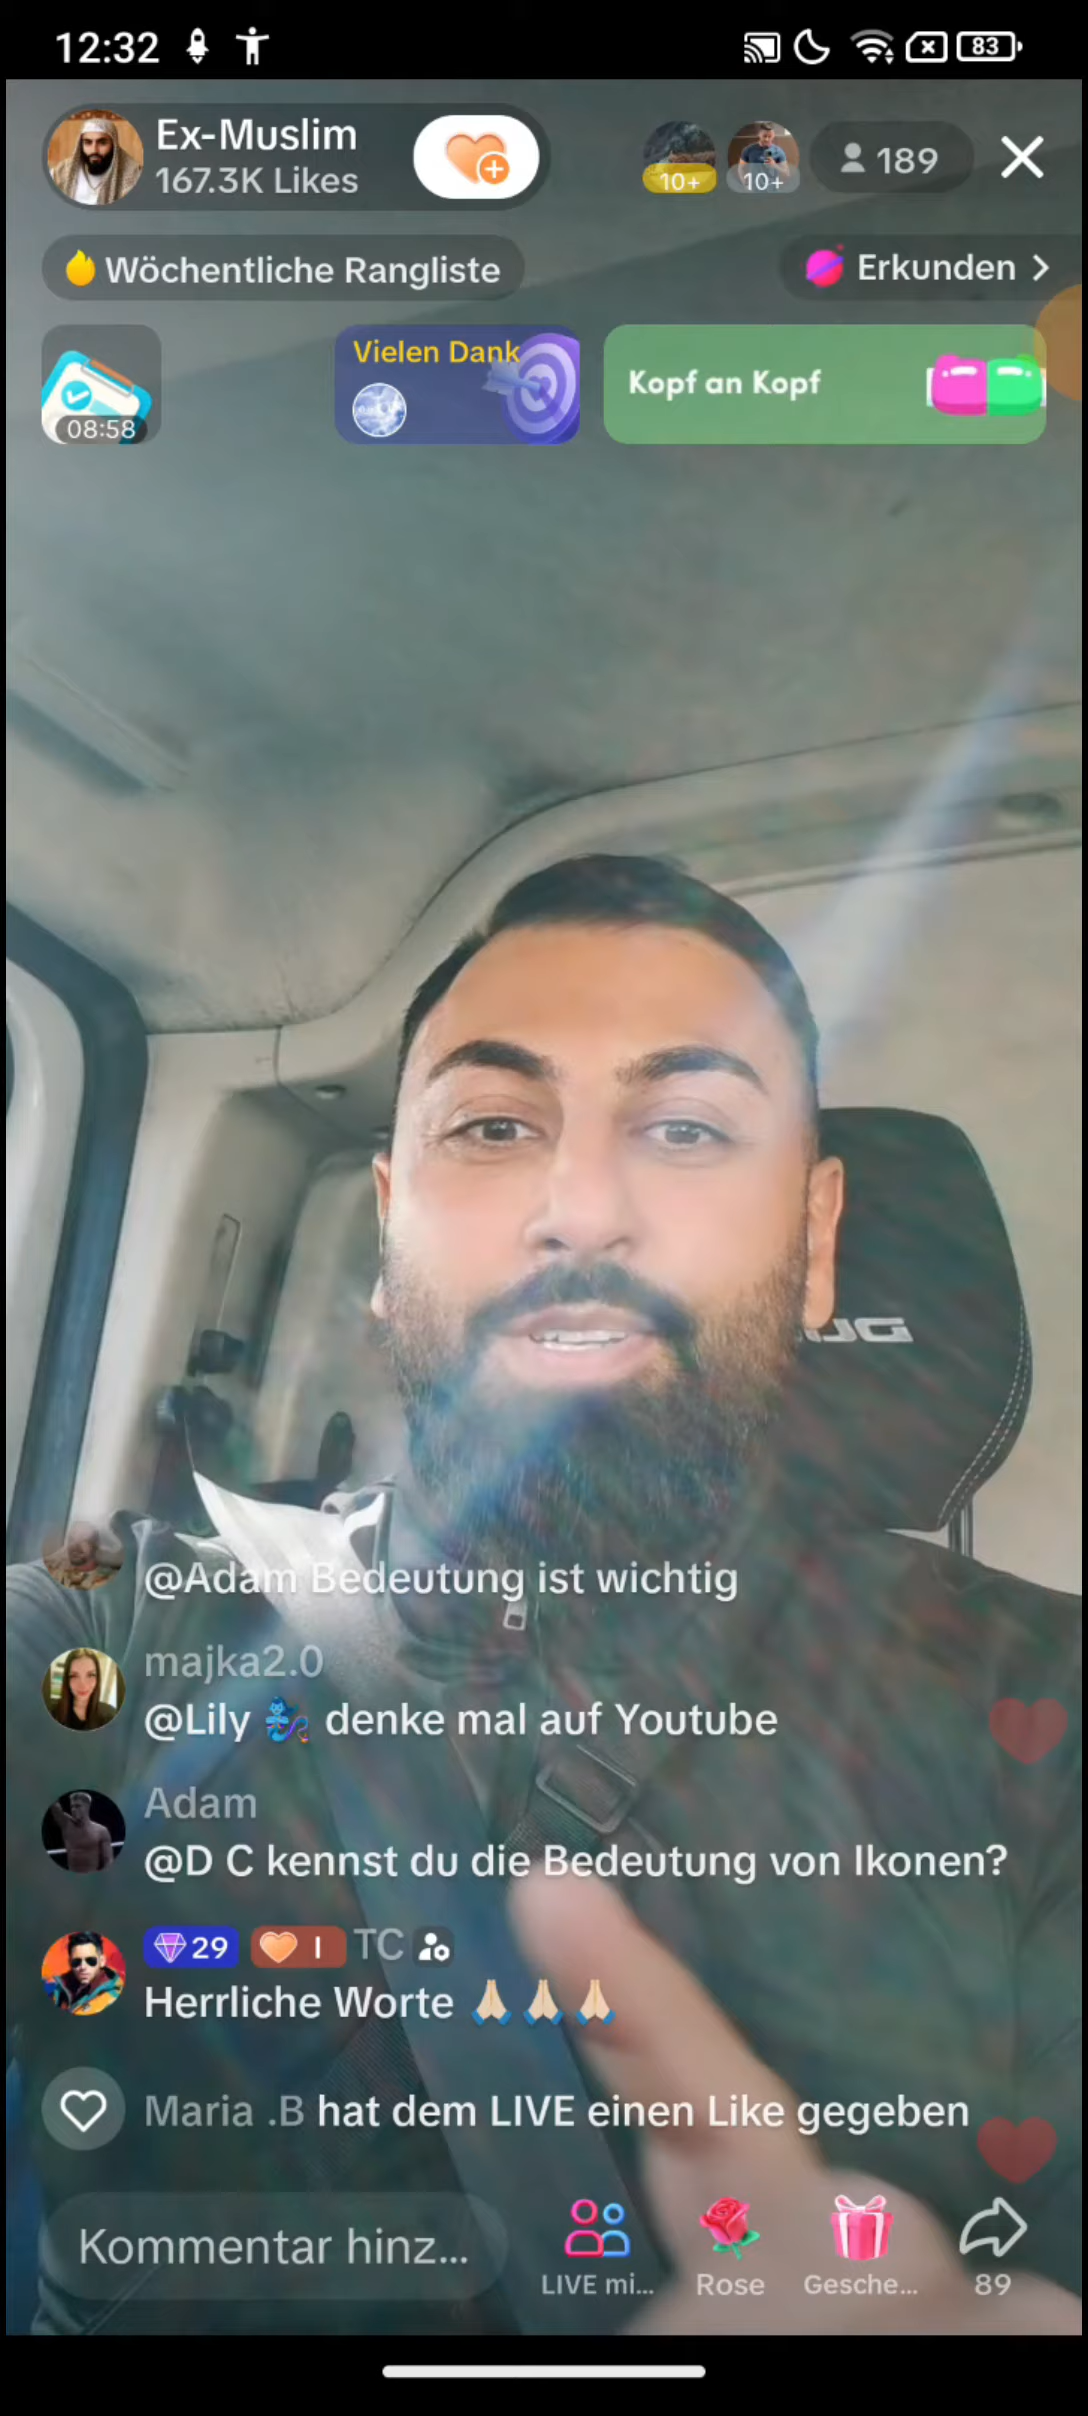 12:32
83
Ex-Muslim
167.3K Likes
10+
10+
189
Wöchentliche Rangliste
Erkunden >
Vielen Dank
Kopf an Kopf
08:58
@Adam Bedeutung ist wichtig
majka2.0
@Lily 🧞‍♂️ denke mal auf Youtube
Adam
@D C kennst du die Bedeutung von Ikonen?
29 I TC
Herrliche Worte 🙏🏼🙏🏼🙏🏼
Maria .B hat dem LIVE einen Like gegeben
Kommentar hinz...
LIVE mi...
Rose
Gesche...
89